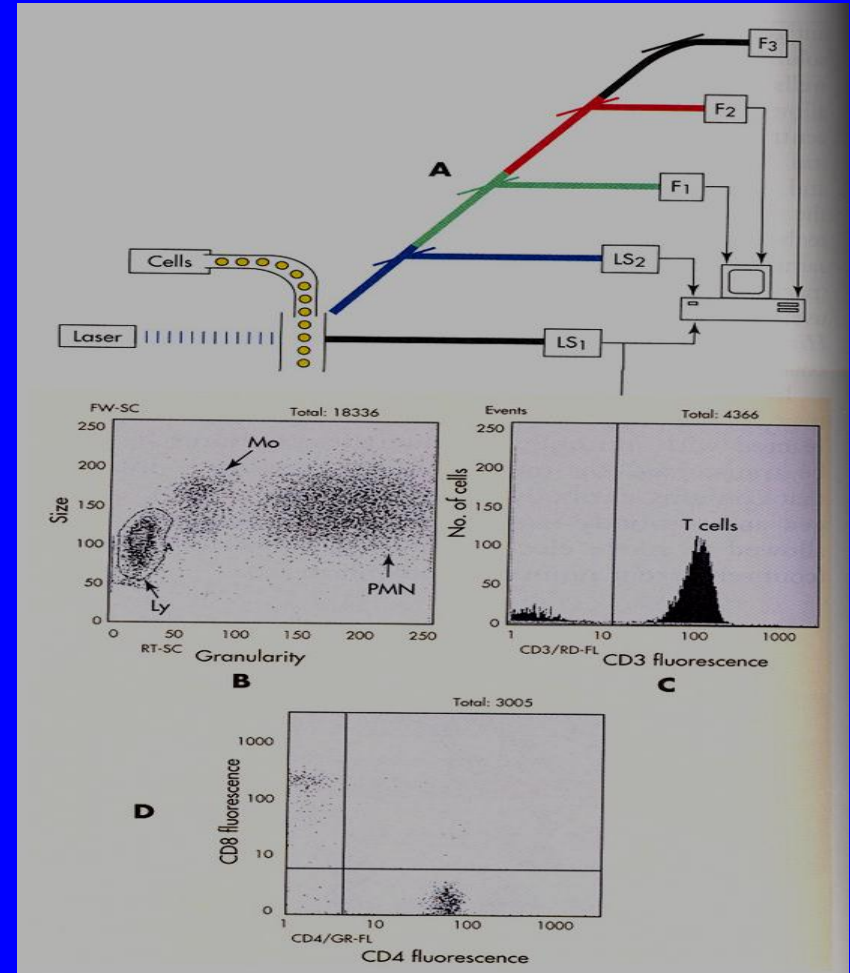 F3
F2
A
F1
Cells
LS2
Laser
LS1
FW-SC
Total: 18336
250
200
150
100
50
0
Size
Mo
A
Ly
PMN
0 50 100 150 200 250
RT-SC
Granularity
B
Events
Total: 4366
250
200
150
100
50
0
No. of cells
T cells
1 10 100 1000
CD3/RD-FL
CD3 fluorescence
C
Total: 3005
D
1000
100
10
0
CD8 fluorescence
1 10 100 1000
CD4/GR-FL
CD4 fluorescence